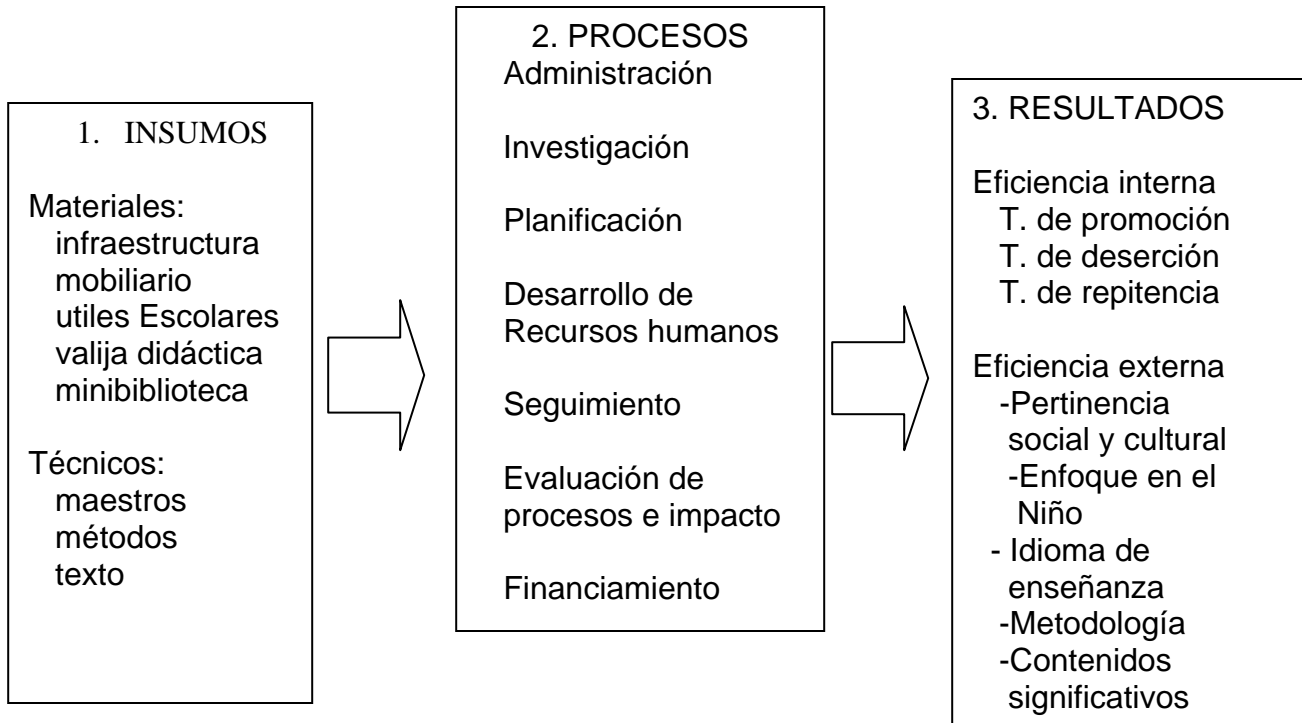 1. INSUMOS
Materiales:
infraestructura
mobiliario
utiles Escolares
valija didáctica
minibiblioteca
Técnicos:
maestros
métodos
texto
2. PROCESOS
Administración
Investigación
Planificación
Desarrollo de
Recursos humanos
Seguimiento
Evaluación de
procesos e impacto
Financiamiento
3. RESULTADOS
Eficiencia interna
T. de promoción
T. de deserción
T. de repitencia
Eficiencia externa
-Pertinencia
social y cultural
-Enfoque en el
Niño
- Idioma de
enseñanza
-Metodología
-Contenidos
significativos